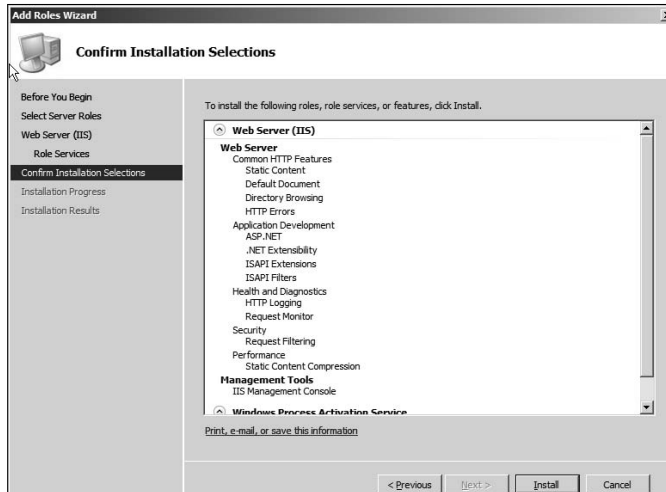 Add Roles Wizard
Confirm Installation Selections
Before You Begin
Select Server Roles
Web Server (IIS)
Role Services
Confirm Installation Selections
Installation Progress
Installation Results
To install the following roles, role services, or features, click Install.
Web Server (IIS)
Web Server
Common HTTP Features
Static Content
Default Document
Directory Browsing
HTTP Errors
Application Development
ASP.NET
.NET Extensibility
ISAPI Extensions
ISAPI Filters
Health and Diagnostics
HTTP Logging
Request Monitor
Security
Request Filtering
Performance
Static Content Compression
Management Tools
IIS Management Console
Windows Process Activation Service
Print, e-mail, or save this information
< Previous Next > Install Cancel